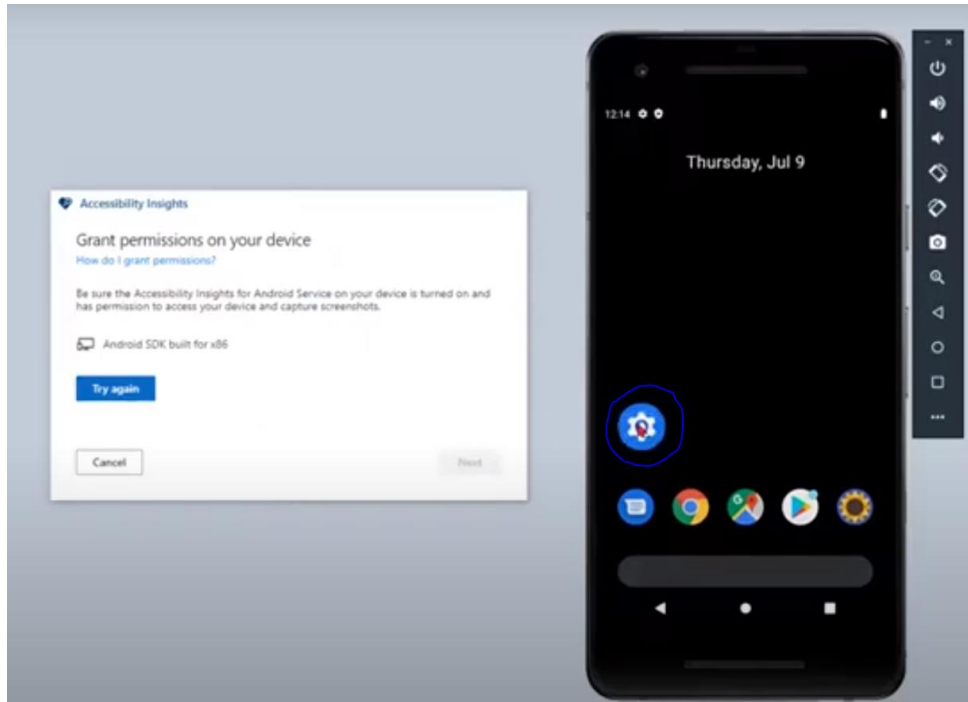 Accessibility Insights
Grant permissions on your device
How do I grant permissions?
Be sure the Accessibility Insights for Android Service on your device is turned on and
has permission to access your device and capture screenshots.
Android SDK built for x86
Try again
Cancel
Next
12:14
Thursday, Jul 9